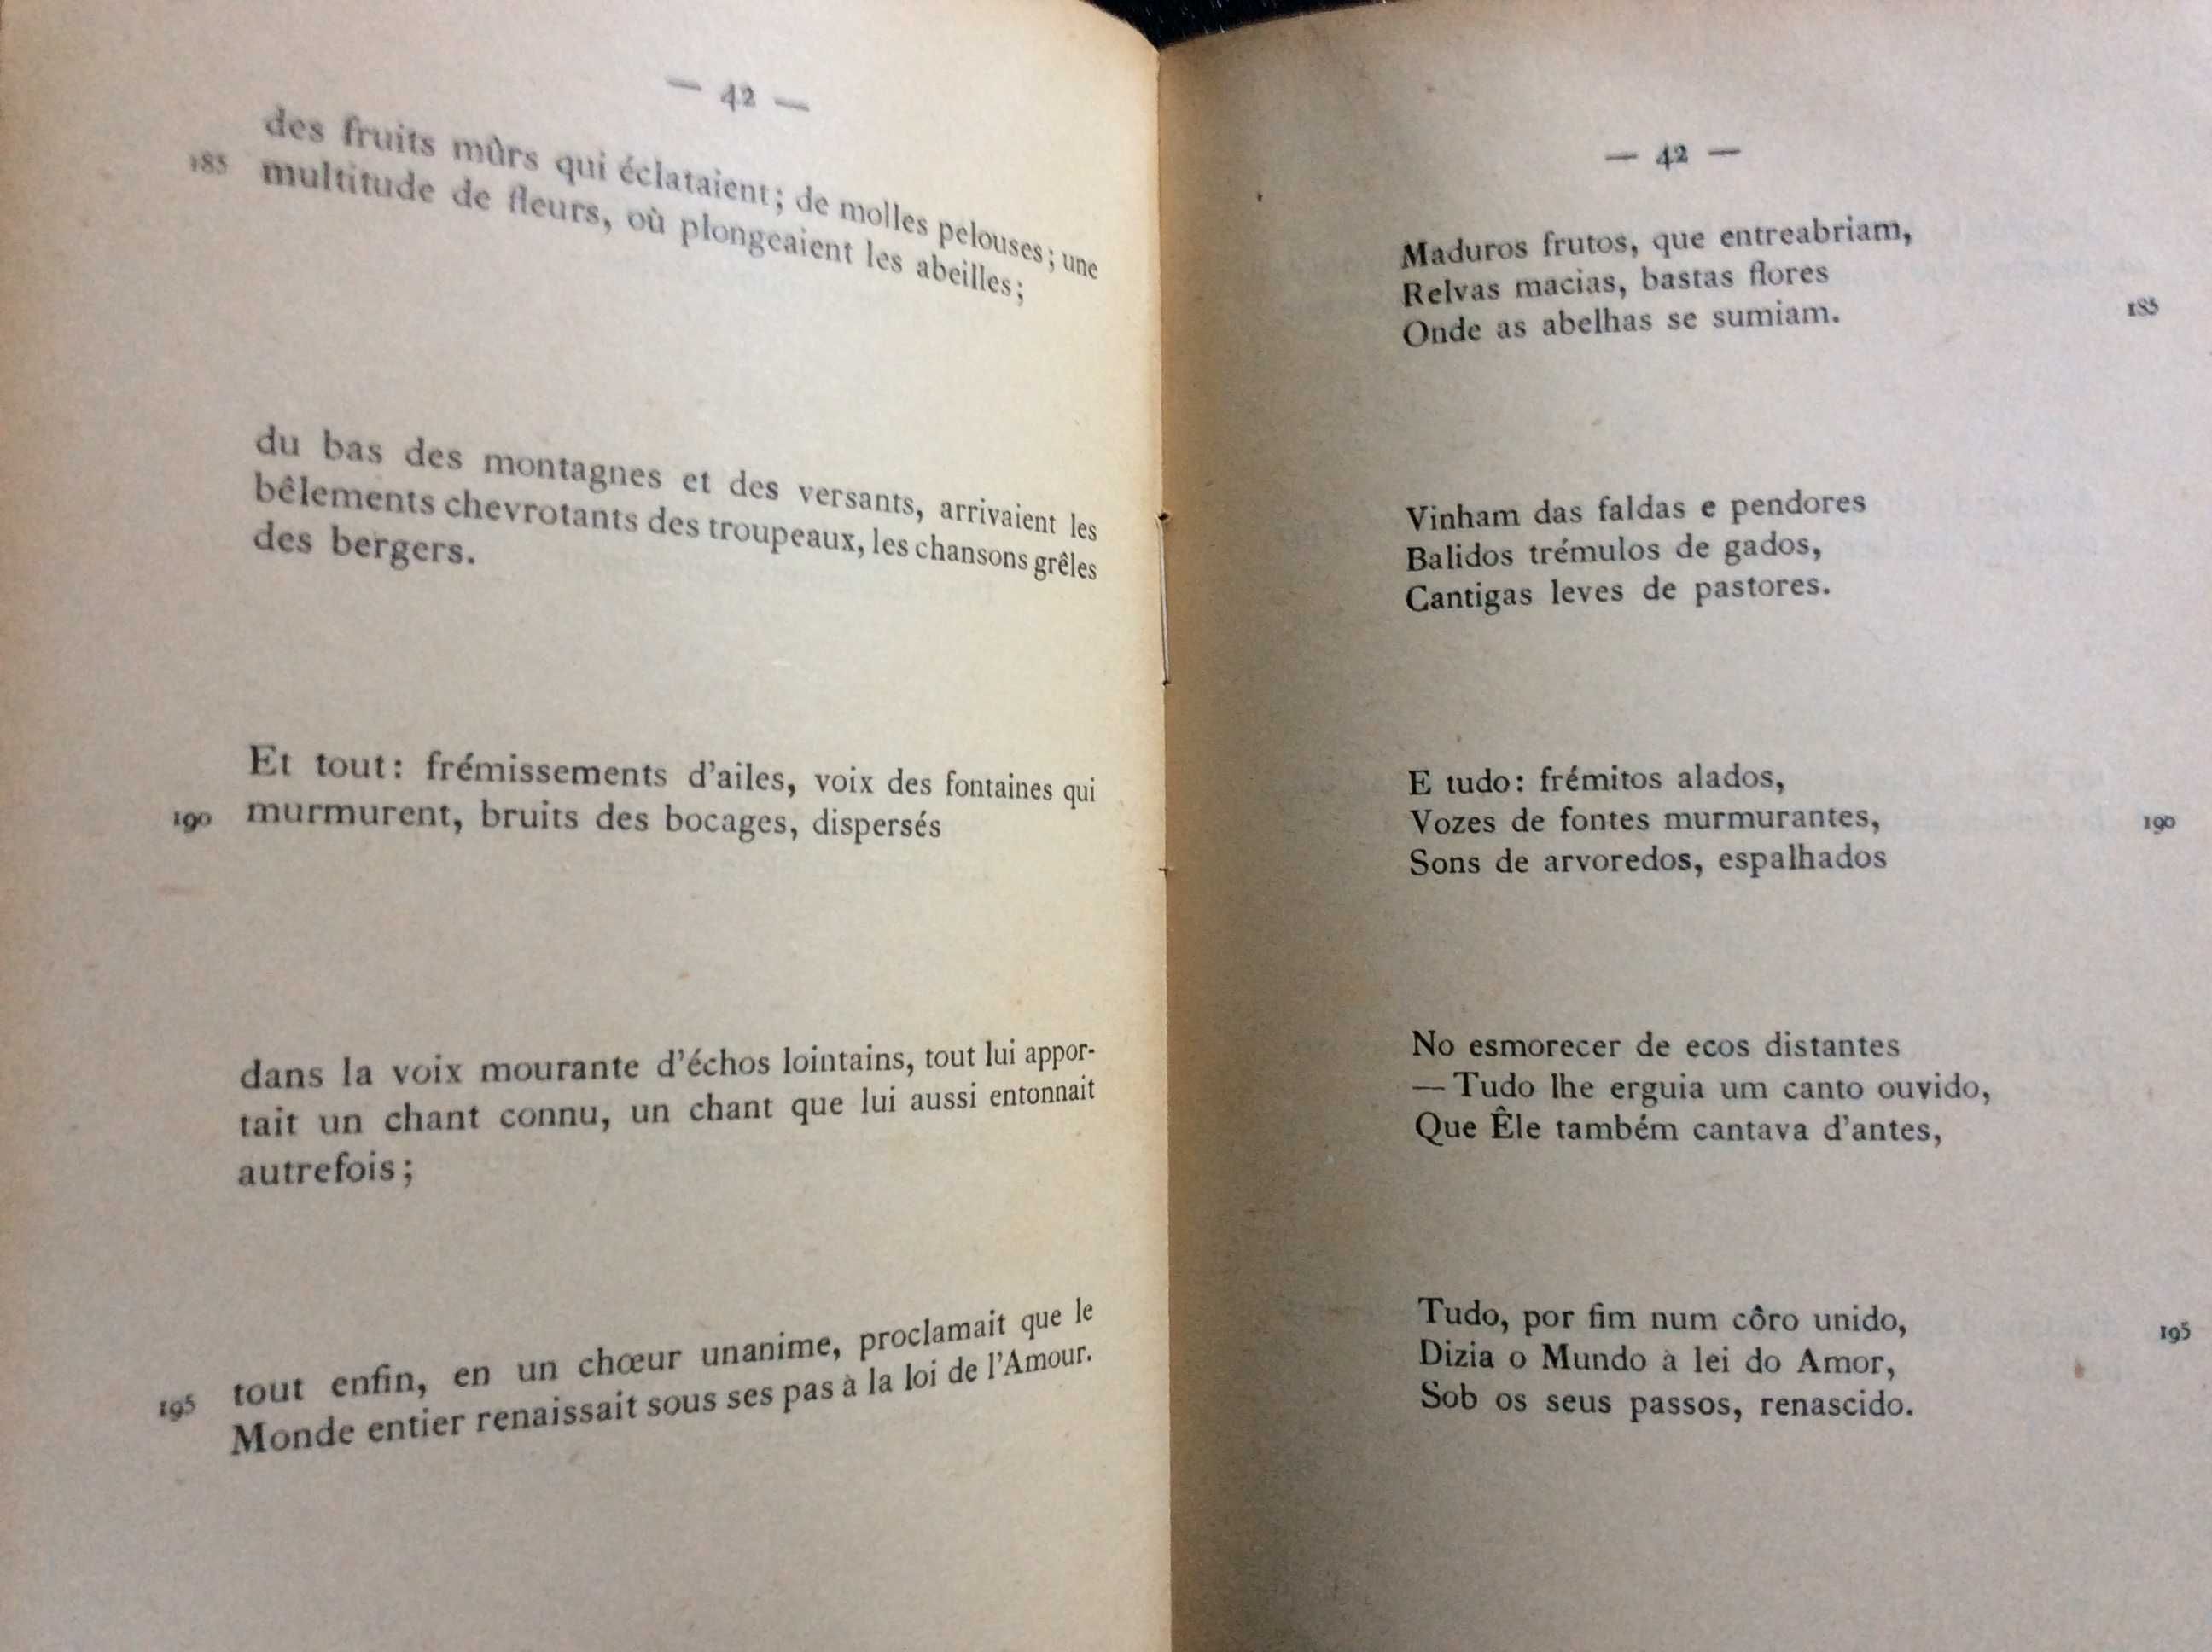 — 42 —
des fruits mûrs qui éclataient; de molles pelouses; une
185 multitude de fleurs, où plongeaient les abeilles;
du bas des montagnes et des versants, arrivaient les
bêlements chevrotants des troupeaux, les chansons grêles
des bergers.
Et tout: frémissements d'ailes, voix des fontaines qui
190 murmurent, bruits des bocages, dispersés
dans la voix mourante d'échos lointains, tout lui appor-
tait un chant connu, un chant que lui aussi entonnait
autrefois;
tout enfin, en un chœur unanime, proclamait que le
195 Monde entier renaissait sous ses pas à la loi de l'Amour.
— 42 —
Maduros frutos, que entreabriam,
Relvas macias, bastas flores
Onde as abelhas se sumiam. 185
Vinham das faldas e pendores
Balidos trémulos de gados,
Cantigas leves de pastores.
E tudo: frémitos alados,
Vozes de fontes murmurantes, 190
Sons de arvoredos, espalhados
No esmorecer de ecos distantes
— Tudo lhe erguia um canto ouvido,
Que Êle também cantava d'antes,
Tudo, por fim num côro unido, 195
Dizia o Mundo à lei do Amor,
Sob os seus passos, renascido.